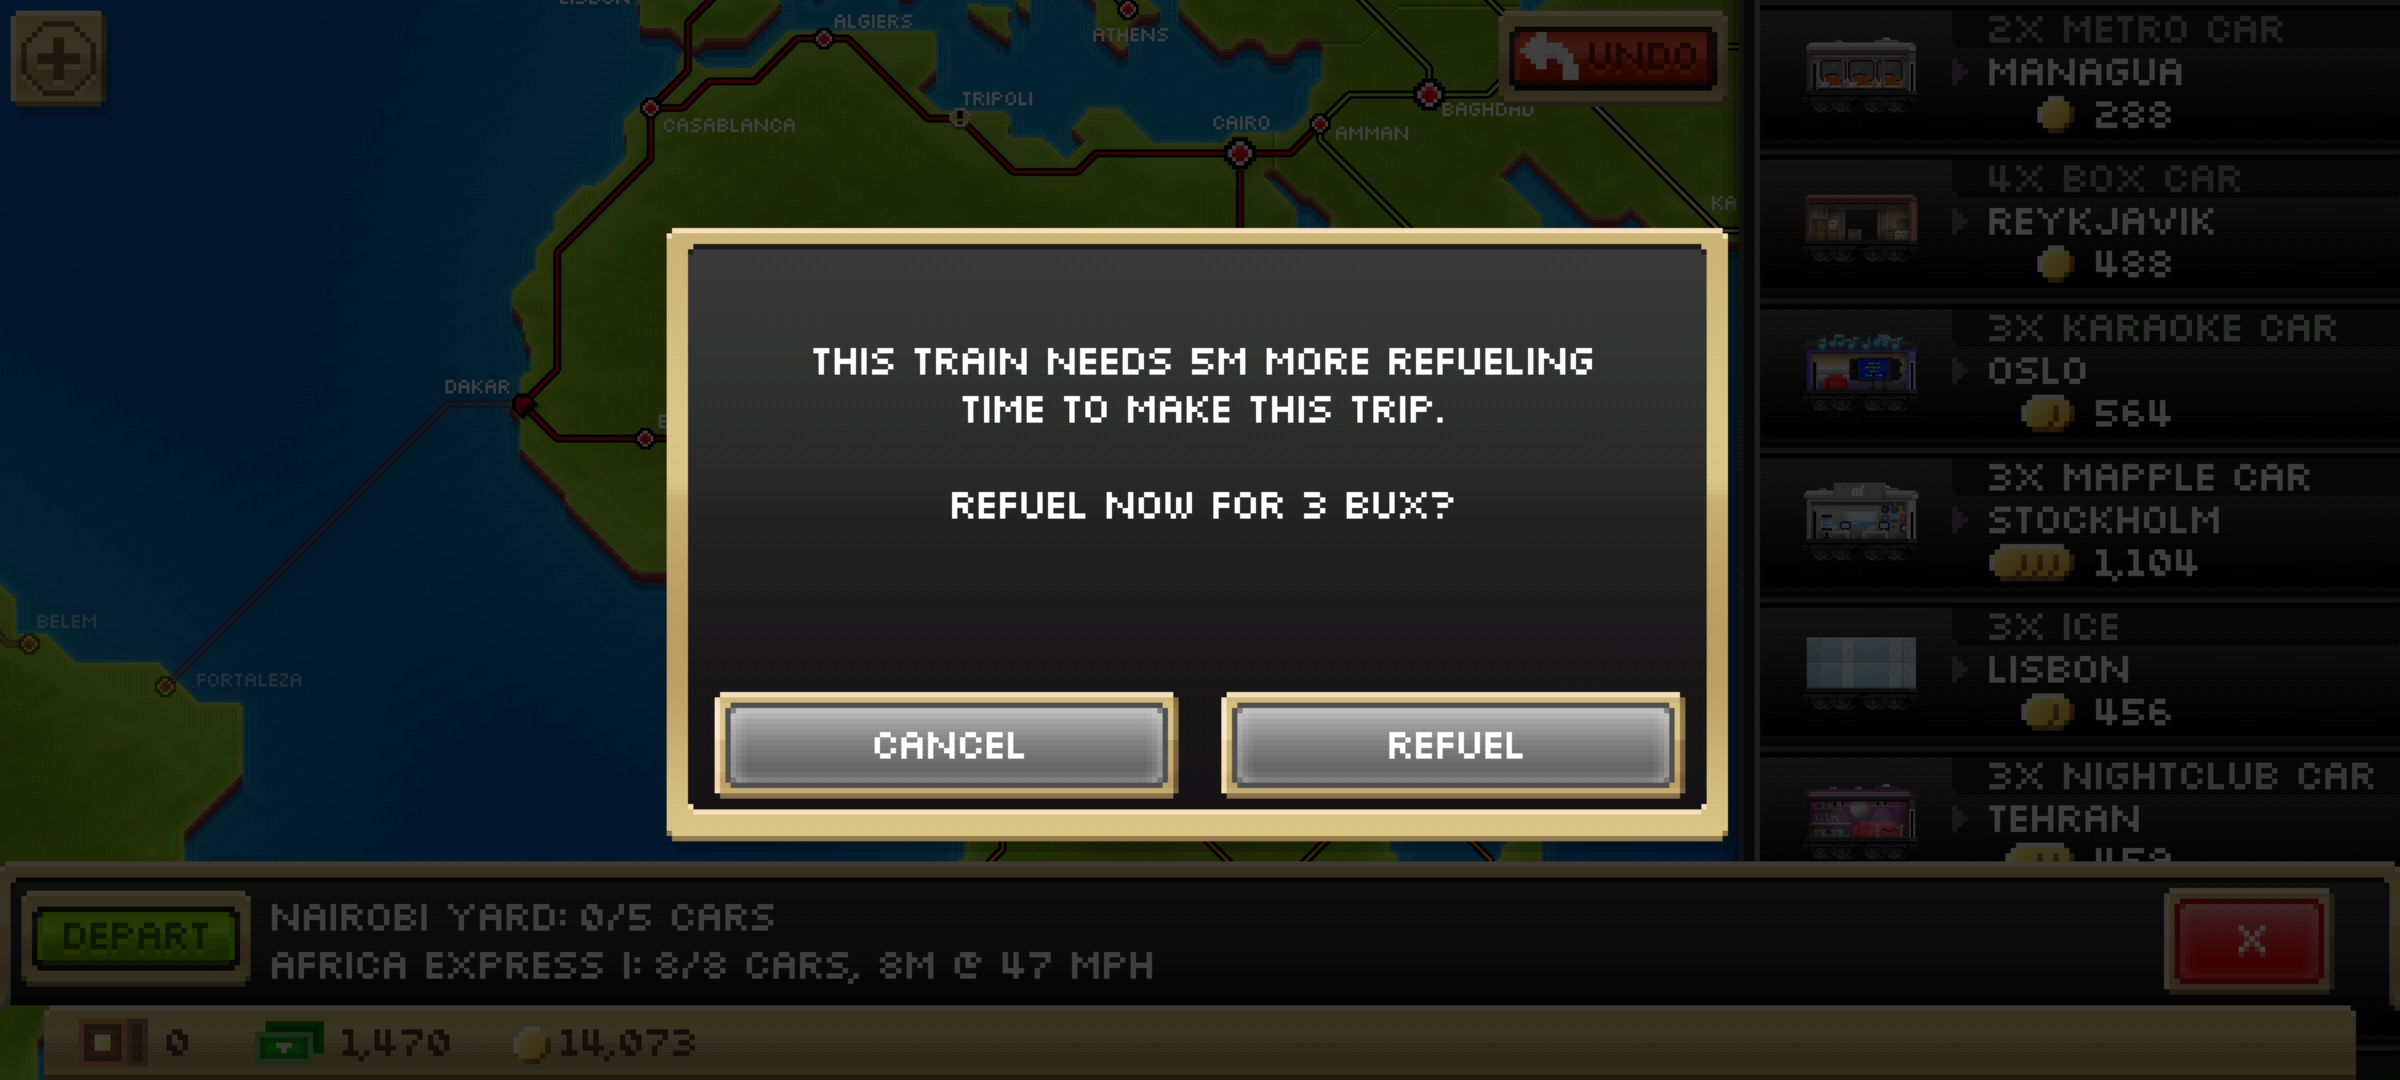 LISBON
ALGIERS
ATHENS
UNDO
TRIPOLI
CASABLANCA
CAIRO
AMMAN
BAGHDAD
KA
DAKAR
BELEM
FORTALEZA
THIS TRAIN NEEDS 5M MORE REFUELING
TIME TO MAKE THIS TRIP.
REFUEL NOW FOR 3 BUX?
CANCEL
REFUEL
2X METRO CAR
MANAGUA
288
4X BOX CAR
REYKJAVIK
488
3X KARAOKE CAR
OSLO
564
3X MAPPLE CAR
STOCKHOLM
1,104
3X ICE
LISBON
456
3X NIGHTCLUB CAR
TEHRAN
DEPART
NAIROBI YARD: 0/5 CARS
AFRICA EXPRESS I: 8/8 CARS, 8M @ 47 MPH
X
0
1,470
14,073